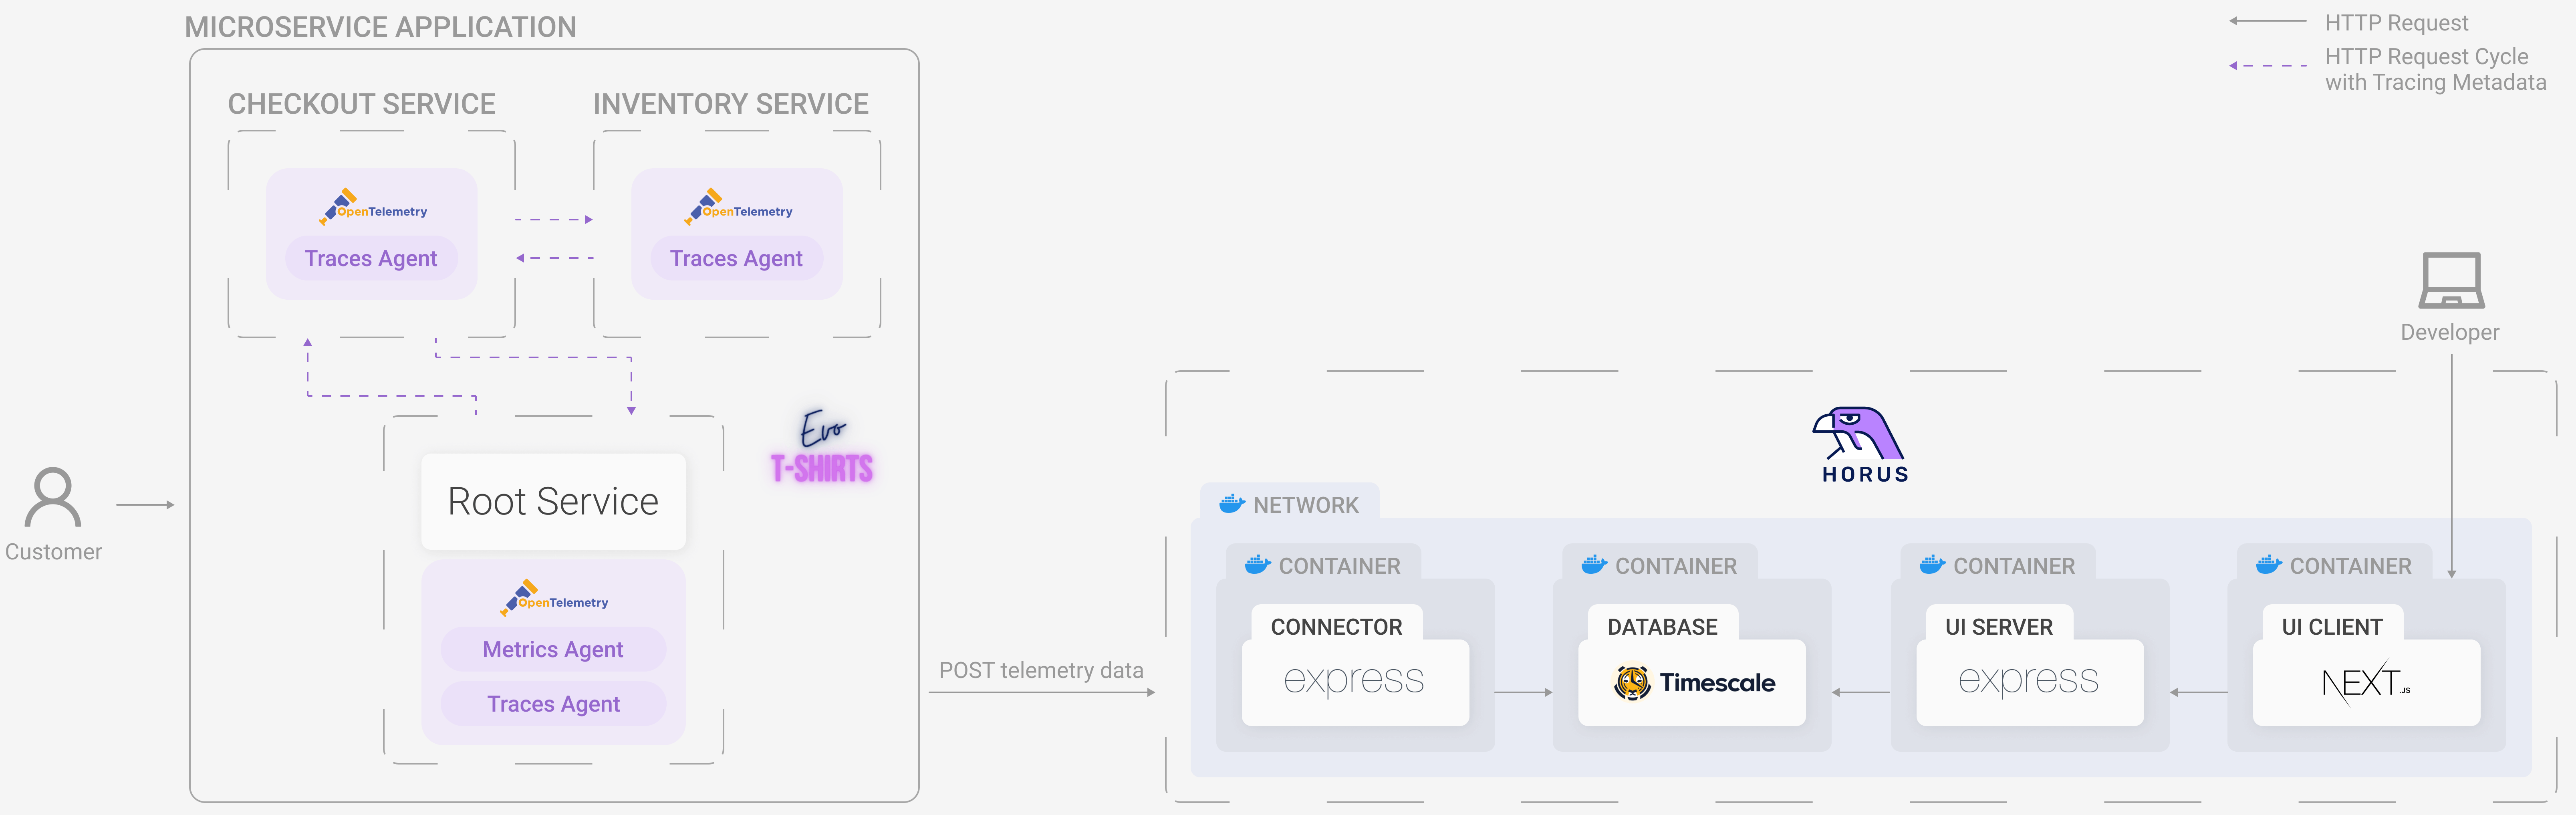 MICROSERVICE APPLICATION
HTTP Request
HTTP Request Cycle
with Tracing Metadata
CHECKOUT SERVICE
INVENTORY SERVICE
OpenTelemetry
Traces Agent
OpenTelemetry
Traces Agent
Evo
T-SHIRTS
Customer
Root Service
OpenTelemetry
Metrics Agent
Traces Agent
POST telemetry data
Developer
HORUS
NETWORK
CONTAINER
CONNECTOR
express
CONTAINER
DATABASE
Timescale
CONTAINER
UI SERVER
express
CONTAINER
UI CLIENT
NEXT.JS